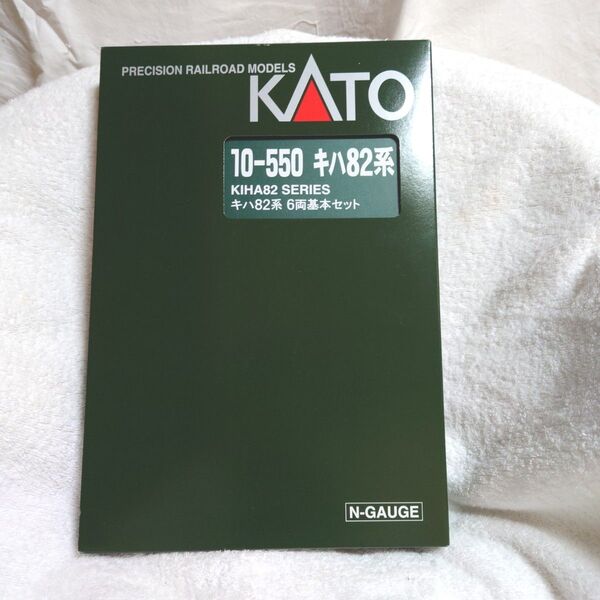 PRECISION RAILROAD MODELS
KATO
10-550 キハ82系
KIHA82 SERIES
キハ82系 6両基本セット
N-GAUGE